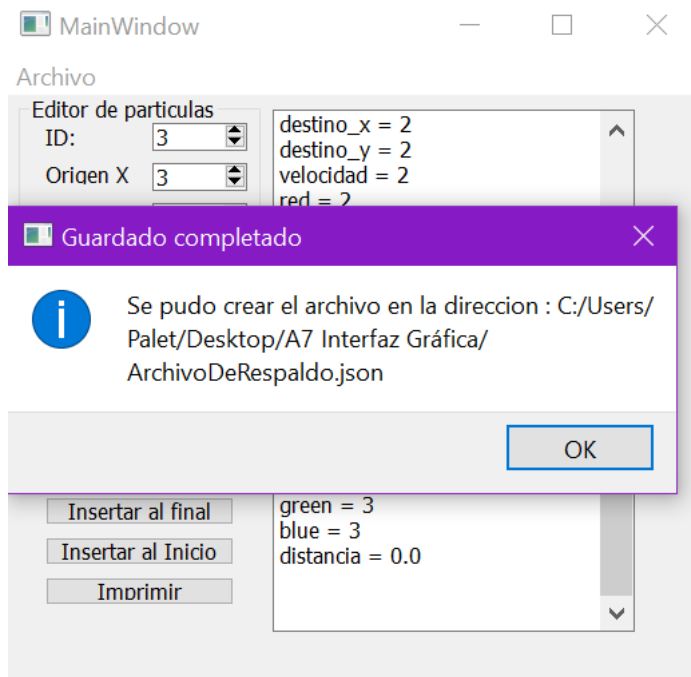 MainWindow
Archivo
Editor de particulas
ID:
3
Origen X
3
destino_x = 2
destino_y = 2
velocidad = 2
red = 2
Guardado completado
Se pudo crear el archivo en la direccion : C:/Users/
Palet/Desktop/A7 Interfaz Gráfica/
ArchivoDeRespaldo.json
OK
Insertar al final
Insertar al Inicio
Imprimir
green = 3
blue = 3
distancia = 0.0